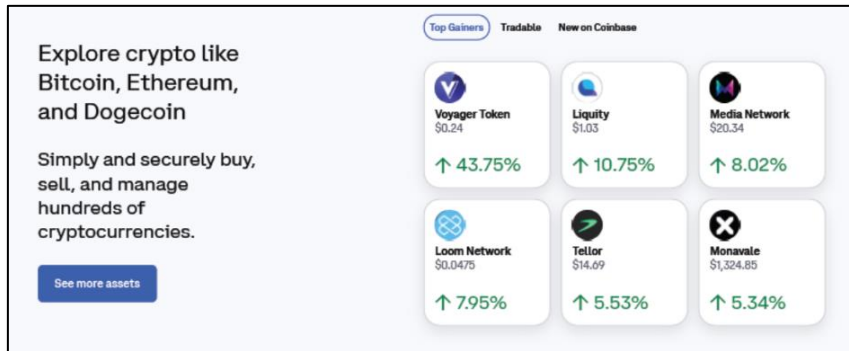 Explore crypto like
Bitcoin, Ethereum,
and Dogecoin
Simply and securely buy,
sell, and manage
hundreds of
cryptocurrencies.
See more assets
Top Gainers Tradable New on Coinbase
Voyager Token
$0.24
↑ 43.75%
Liquity
$1.03
↑ 10.75%
Media Network
$20.34
↑ 8.02%
Loom Network
$0.0475
↑ 7.95%
Tellor
$14.69
↑ 5.53%
Monavale
$1,324.85
↑ 5.34%